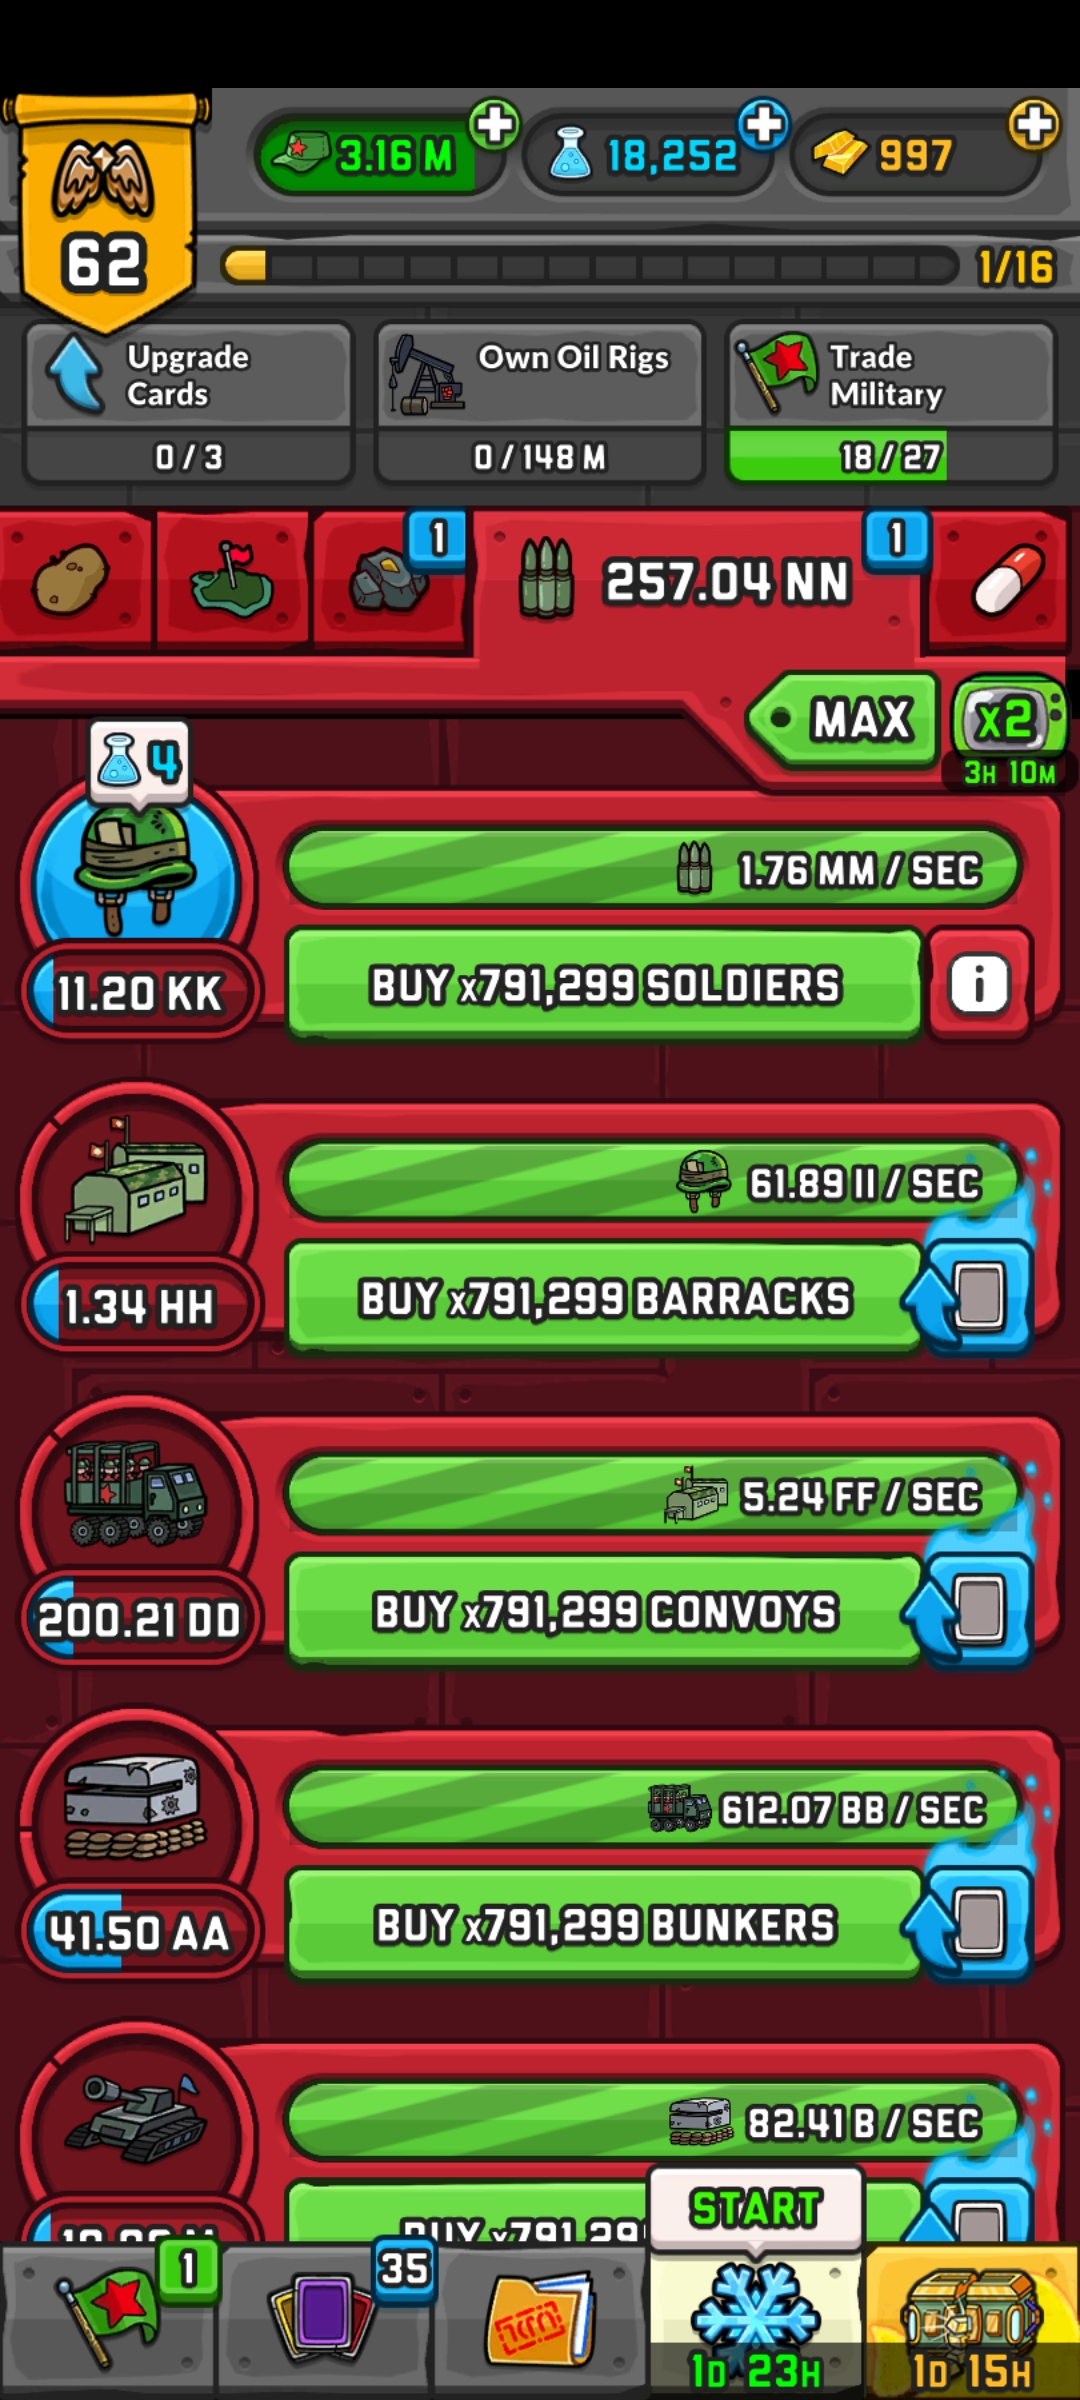 3.16 M
18,252
997
62
1/16
Upgrade
Cards
0 / 3
Own Oil Rigs
0 / 148 M
Trade
Military
18 / 27
1
257.04 NN
1
MAX
x2
3H 10M
4
1.76 MM / SEC
11.20 KK
BUY x791,299 SOLDIERS
i
61.89 II / SEC
1.34 HH
BUY x791,299 BARRACKS
5.24 FF / SEC
200.21 DD
BUY x791,299 CONVOYS
612.07 BB / SEC
41.50 AA
BUY x791,299 BUNKERS
82.41 B / SEC
BUY x791,29
START
1
35
1D 23H
1D 15H